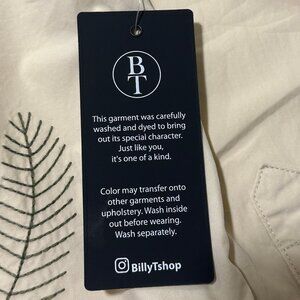 B
T
This garment was carefully
washed and dyed to bring
out its special character.
Just like you,
it's one of a kind.
Color may transfer onto
other garments and
upholstery. Wash inside
out before wearing.
Wash separately.
BillyTshop